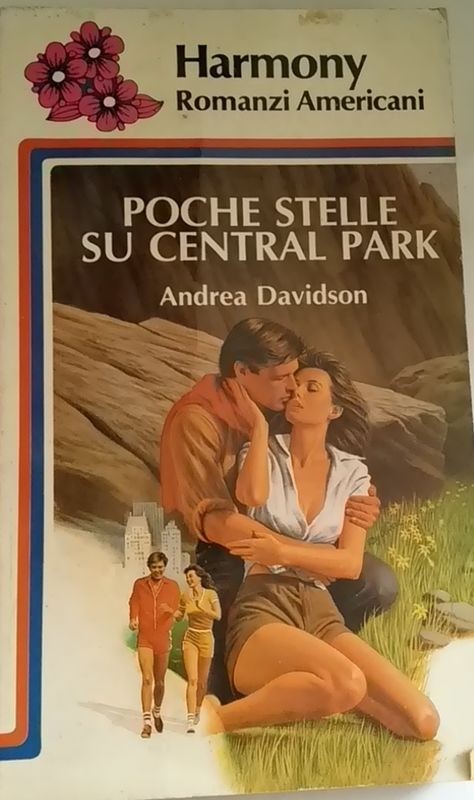 Harmony
Romanzi Americani
POCHE STELLE
SU CENTRAL PARK
Andrea Davidson